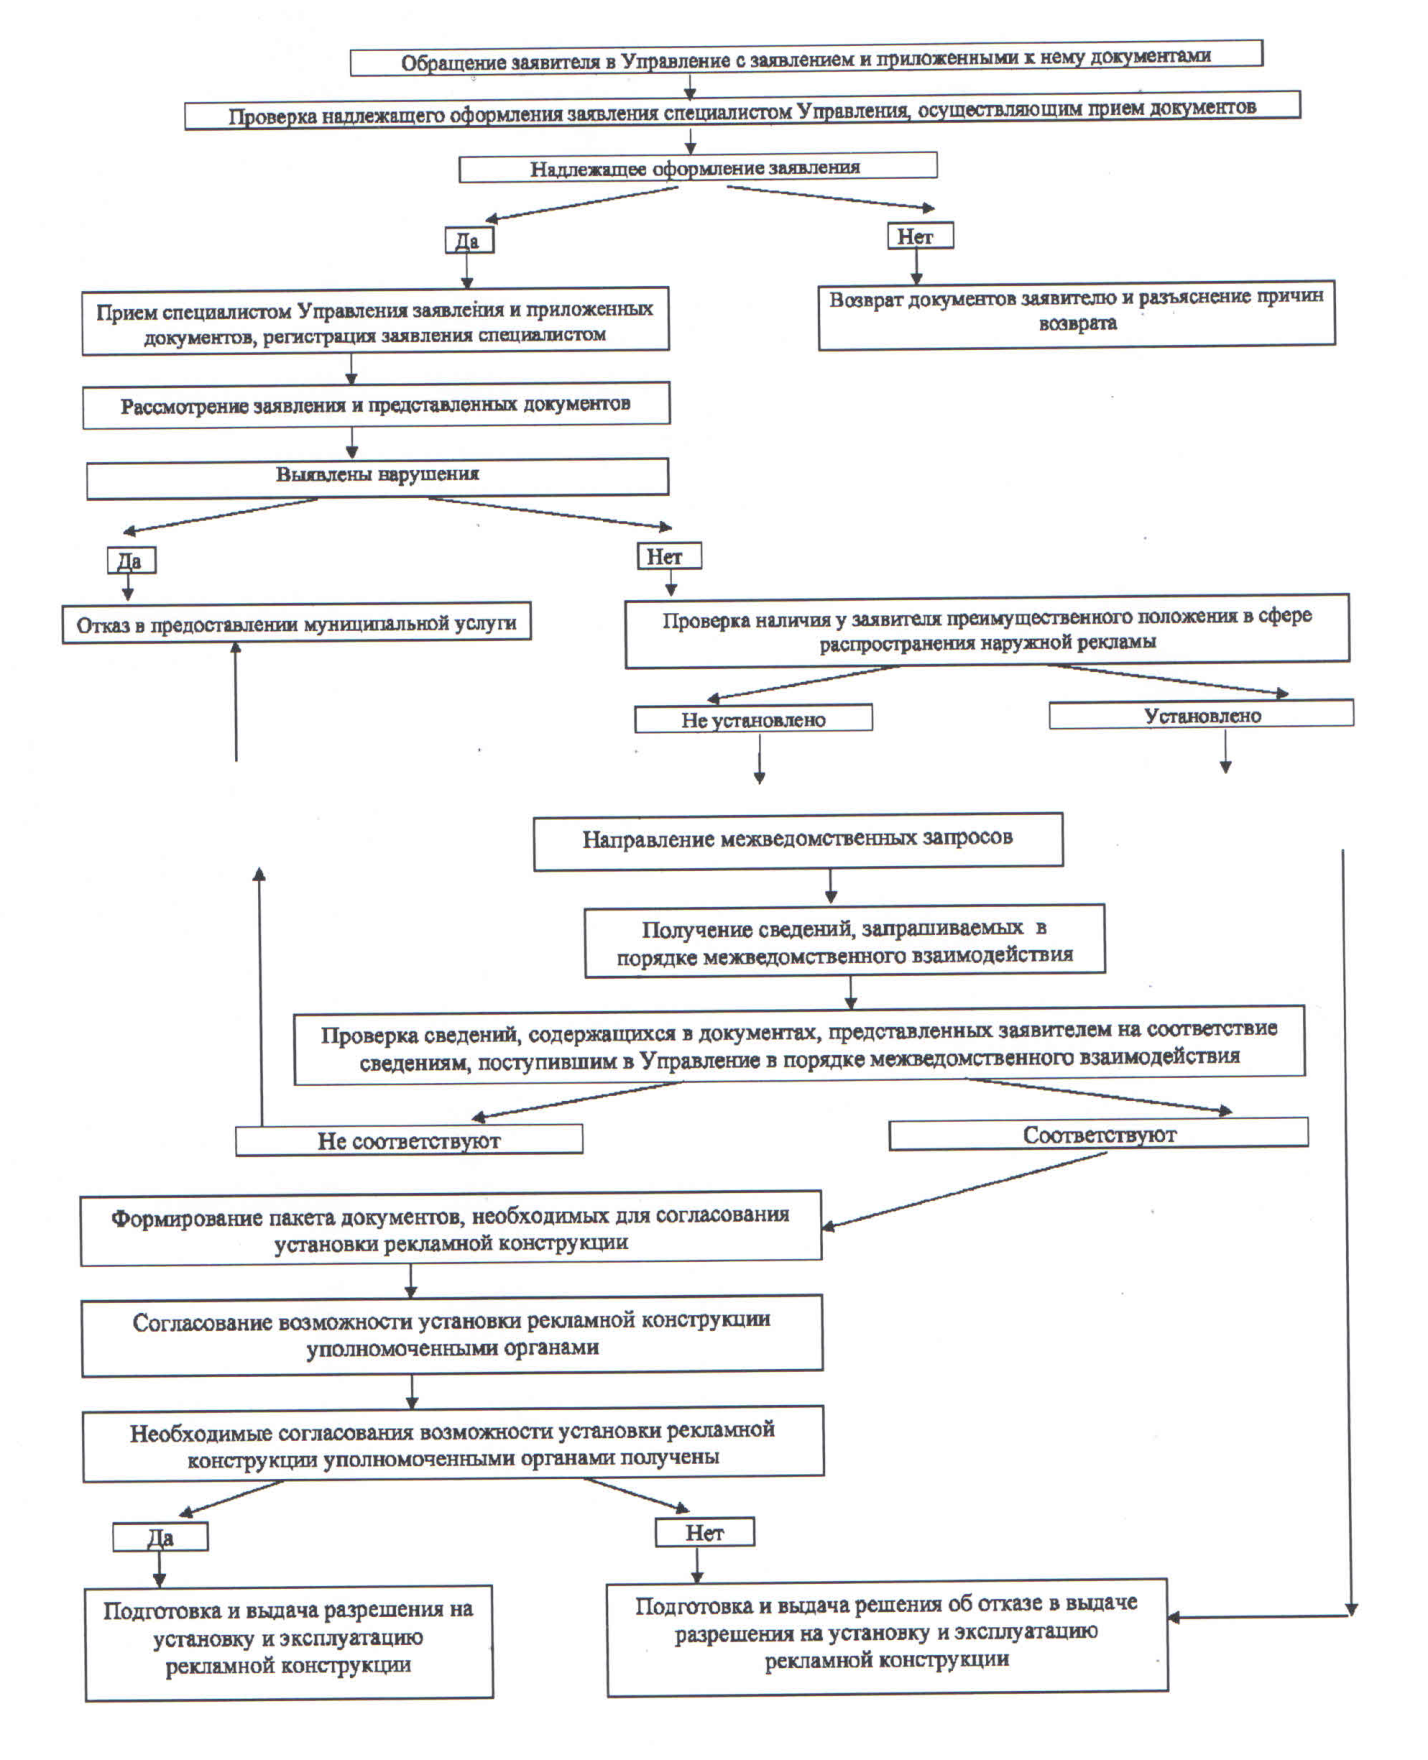 Обращение заявителя в Управление с заявлением и приложенными к нему документами
Проверка надлежащего оформления заявления специалистом Управления, осуществляющим прием документов
Надлежащее оформление заявления
Да
Нет
Прием специалистом Управления заявления и приложенных
документов, регистрация заявления специалистом
Возврат документов заявителю и разъяснение причин
возврата
Рассмотрение заявления и представленных документов
Выявлены нарушения
Да
Нет
Отказ в предоставлении муниципальной услуги
Проверка наличия у заявителя преимущественного положения в сфере
распространения наружной рекламы
Не установлено
Установлено
Направление межведомственных запросов
Получение сведений, запрашиваемых в
порядке межведомственного взаимодействия
Проверка сведений, содержащихся в документах, представленных заявителем на соответствие
сведениям, поступившим в Управление в порядке межведомственного взаимодействия
Не соответствуют
Соответствуют
Формирование пакета документов, необходимых для согласования
установки рекламной конструкции
Согласование возможности установки рекламной конструкции
уполномоченными органами
Необходимые согласования возможности установки рекламной
конструкции уполномоченными органами получены
Да
Нет
Подготовка и выдача разрешения на
установку и эксплуатацию
рекламной конструкции
Подготовка и выдача решения об отказе в выдаче
разрешения на установку и эксплуатацию
рекламной конструкции